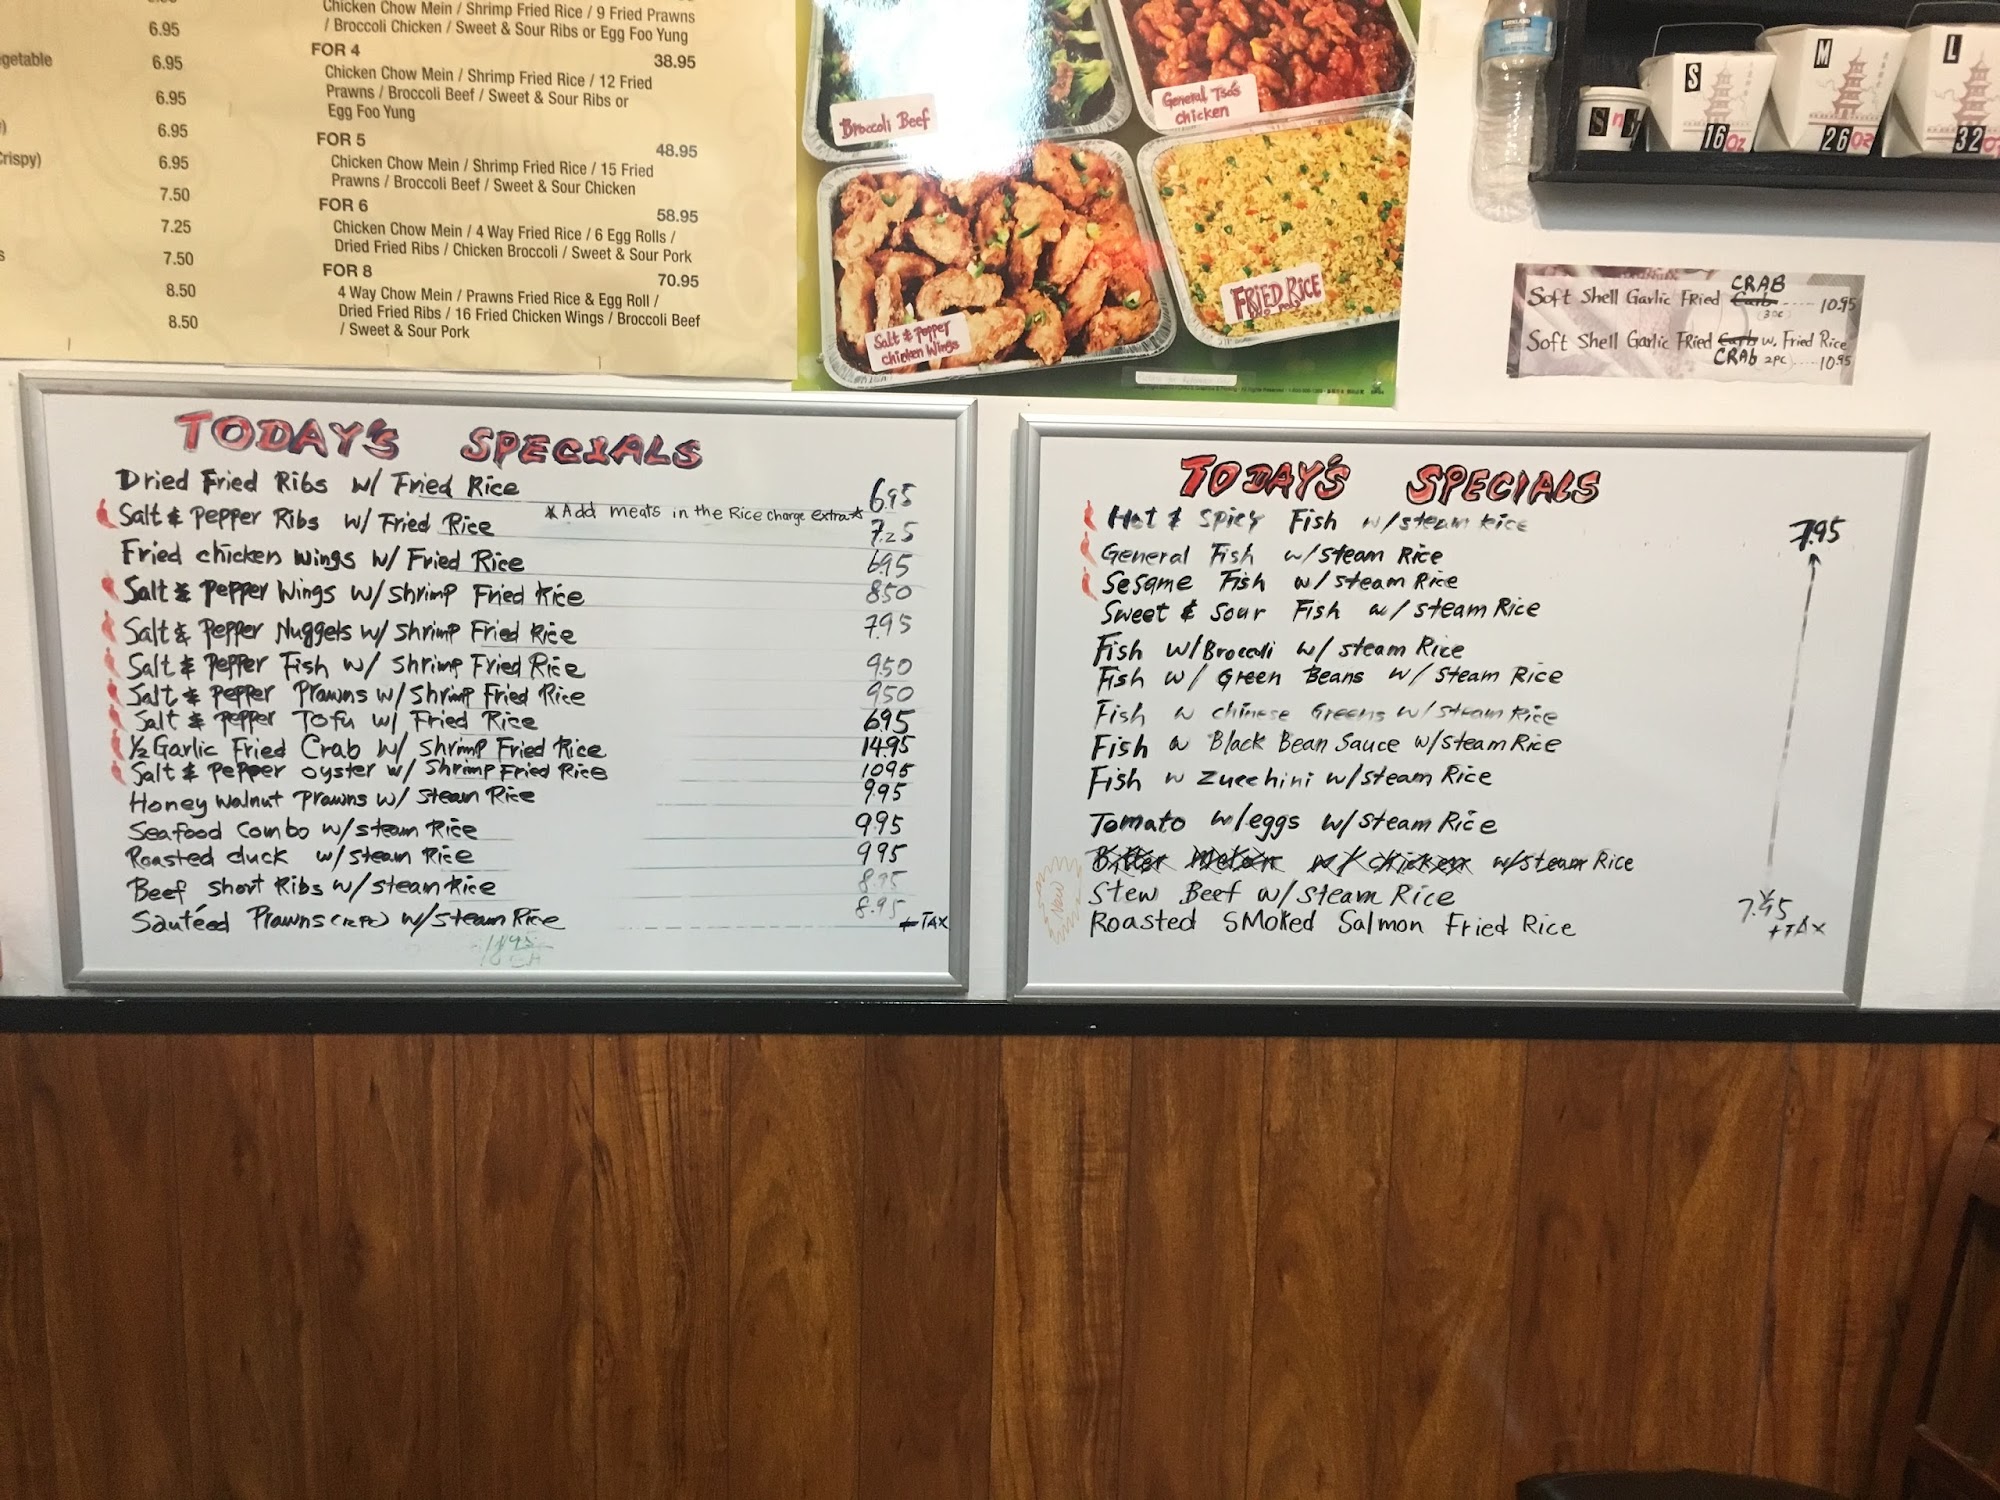 6.95
getable 6.95
6.95
6.95
Crispy) 6.95
7.50
7.25
7.50
8.50
8.50
Chicken Chow Mein / Shrimp Fried Rice / 9 Fried Prawns
/ Broccoli Chicken / Sweet & Sour Ribs or Egg Foo Yung
FOR 4 38.95
Chicken Chow Mein / Shrimp Fried Rice / 12 Fried
Prawns / Broccoli Beef / Sweet & Sour Ribs or
Egg Foo Yung
FOR 5 48.95
Chicken Chow Mein / Shrimp Fried Rice / 15 Fried
Prawns / Broccoli Beef / Sweet & Sour Chicken
FOR 6 58.95
Chicken Chow Mein / 4 Way Fried Rice / 6 Egg Rolls /
Dried Fried Ribs / Chicken Broccoli / Sweet & Sour Pork
FOR 8 70.95
4 Way Chow Mein / Prawns Fried Rice & Egg Roll /
Dried Fried Ribs / 16 Fried Chicken Wings / Broccoli Beef
/ Sweet & Sour Pork
Broccoli Beef
General Tso's
chicken
Salt & pepper
chicken Wings
FRIED RICE
KIRKLAND
S
16oz
M
26oz
L
32oz
Soft Shell Garlic Fried CRAB Carb ..... 10.95
Soft Shell Garlic Fried Carb w. Fried Rice
CRAb 2pc ..... 10.95
TODAY'S SPECIALS
Dried Fried Ribs w/ Fried Rice 6.95
*Add meats in the Rice charge extra*
Salt & pepper Ribs w/ Fried Rice 7.25
Fried chicken wings w/ Fried Rice 6.95
Salt & pepper Wings w/ shrimp Fried Rice 8.50
Salt & pepper Nuggets w/ shrimp Fried Rice 7.95
Salt & pepper Fish w/ shrimp Fried Rice 9.50
Salt & pepper Prawns w/ Shrimp Fried Rice 9.50
Salt & pepper Tofu w/ Fried Rice 6.95
½ Garlic Fried Crab w/ shrimp Fried Rice 14.95
Salt & pepper oyster w/ shrimp Fried Rice 10.95
Honey walnut prawns w/ steam Rice 9.95
Seafood combo w/ steam Rice 9.95
Roasted duck w/ steam Rice 9.95
Beef short Ribs w/ steam Rice 8.95
Sautéed Prawns (12 PC) w/ steam Rice 8.95
+ TAX
TODAY'S SPECIALS
Hot & Spicy Fish w/ steam Rice 7.95
General Fish w/ steam Rice
Sesame Fish w/ steam Rice
Sweet & Sour Fish w/ steam Rice
Fish w/ Broccoli w/ steam Rice
Fish w/ Green Beans w/ steam Rice
Fish w chinese Greens w/ steam Rice
Fish w Black Bean Sauce w/ steam Rice
Fish w Zucchini w/ steam Rice
Tomato w/ eggs w/ steam Rice
Bitter Melon w/ chicken w/ steam Rice
New
Stew Beef w/ steam Rice
Roasted Smoked Salmon Fried Rice 7.95
+ TAX